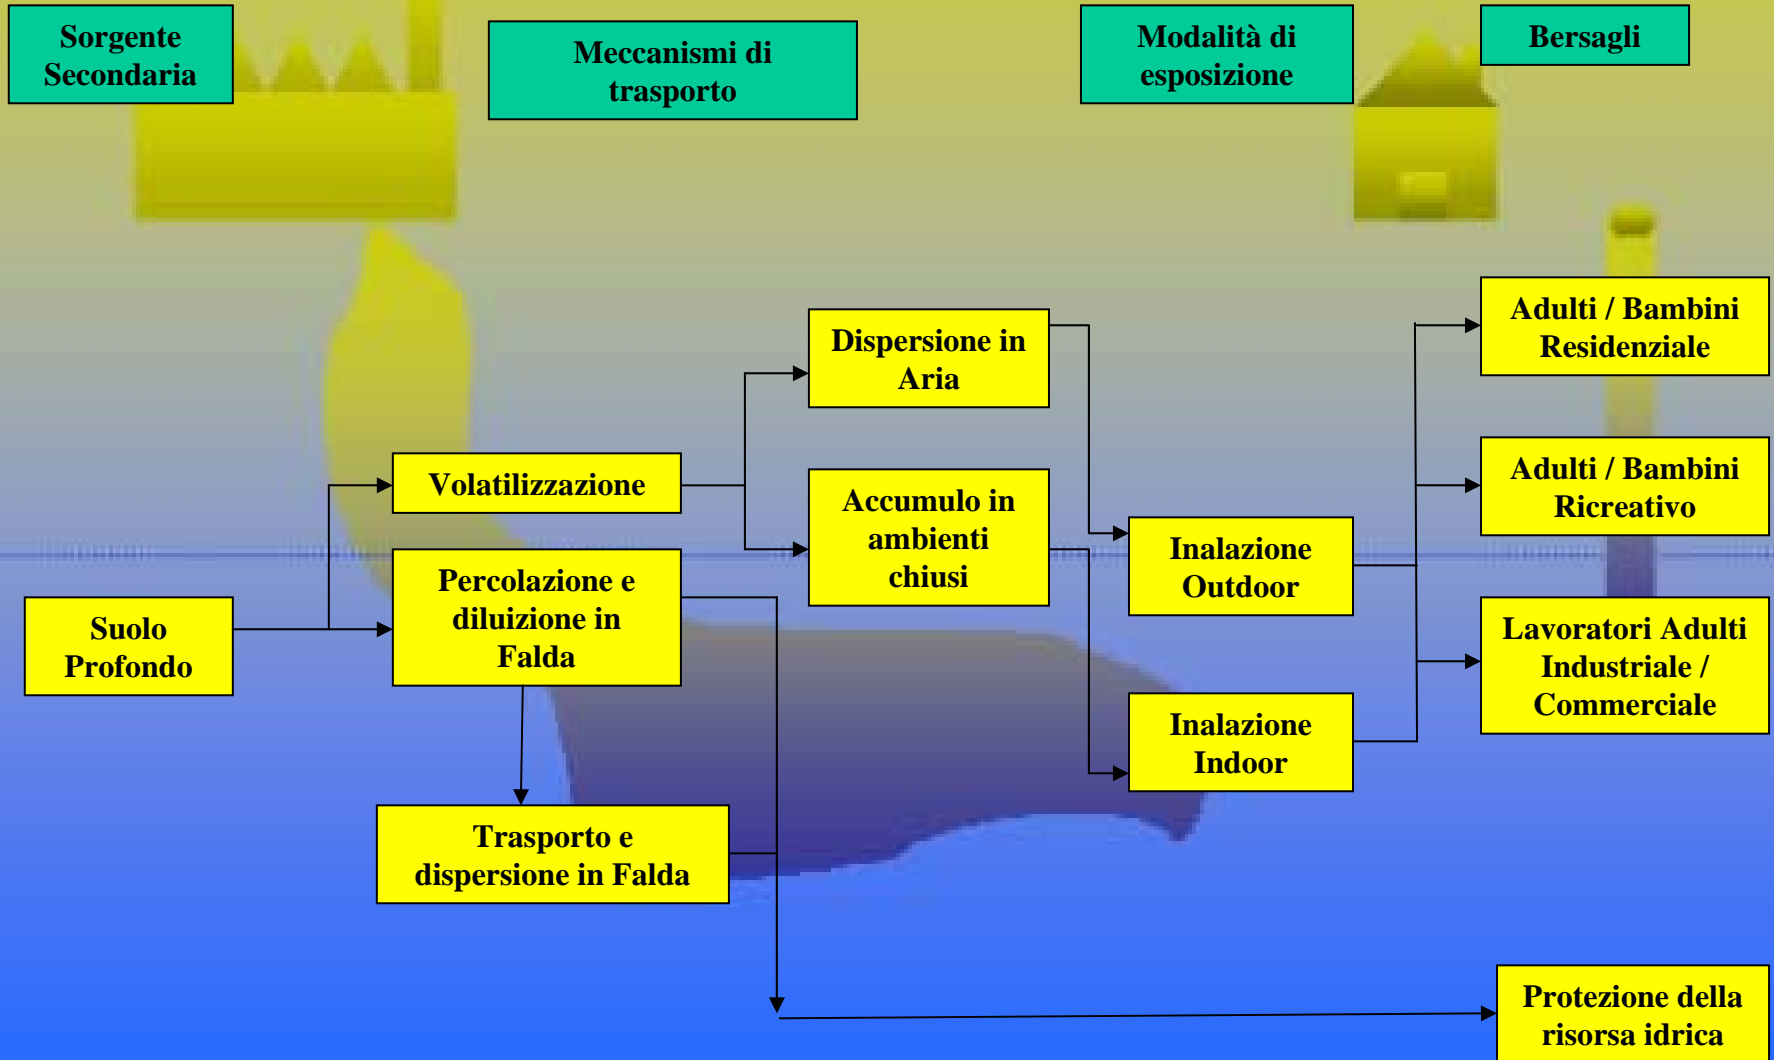 Sorgente
Secondaria
Meccanismi di
trasporto
Modalità di
esposizione
Bersagli
Suolo
Profondo
Volatilizzazione
Percolazione e
diluizione in
Falda
Trasporto e
dispersione in Falda
Dispersione in
Aria
Accumulo in
ambienti
chiusi
Inalazione
Outdoor
Inalazione
Indoor
Adulti / Bambini
Residenziale
Adulti / Bambini
Ricreativo
Lavoratori Adulti
Industriale /
Commerciale
Protezione della
risorsa idrica